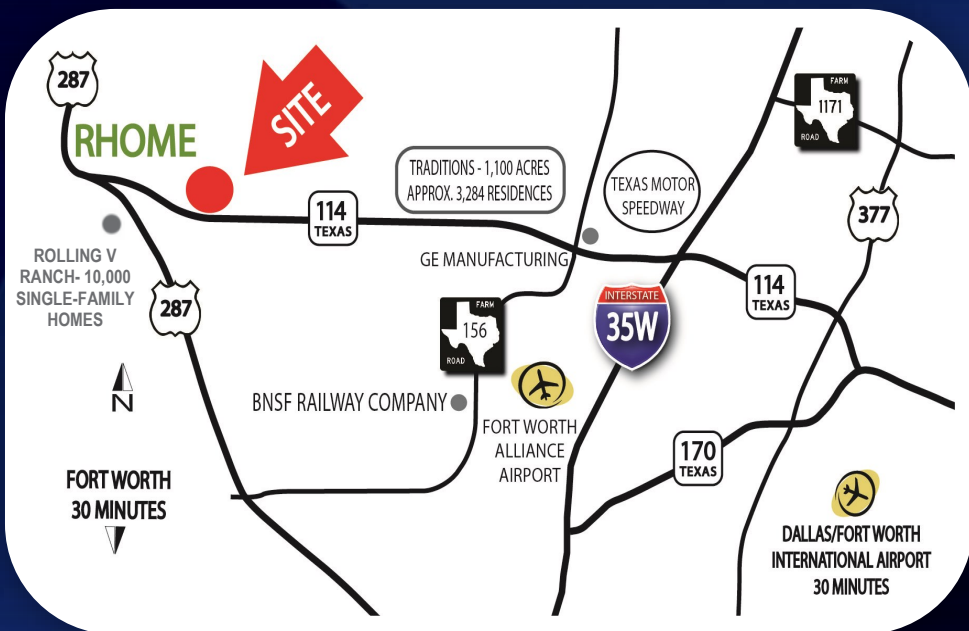 287
RHOME
SITE
TRADITIONS - 1,100 ACRES
APPROX. 3,284 RESIDENCES
TEXAS MOTOR
SPEEDWAY
FARM
1171
ROAD
377
114
TEXAS
GE MANUFACTURING
ROLLING V
RANCH- 10,000
SINGLE-FAMILY
HOMES
287
INTERSTATE
35W
114
TEXAS
FARM
156
ROAD
N
BNSF RAILWAY COMPANY
FORT WORTH
ALLIANCE
AIRPORT
170
TEXAS
FORT WORTH
30 MINUTES
DALLAS/FORT WORTH
INTERNATIONAL AIRPORT
30 MINUTES